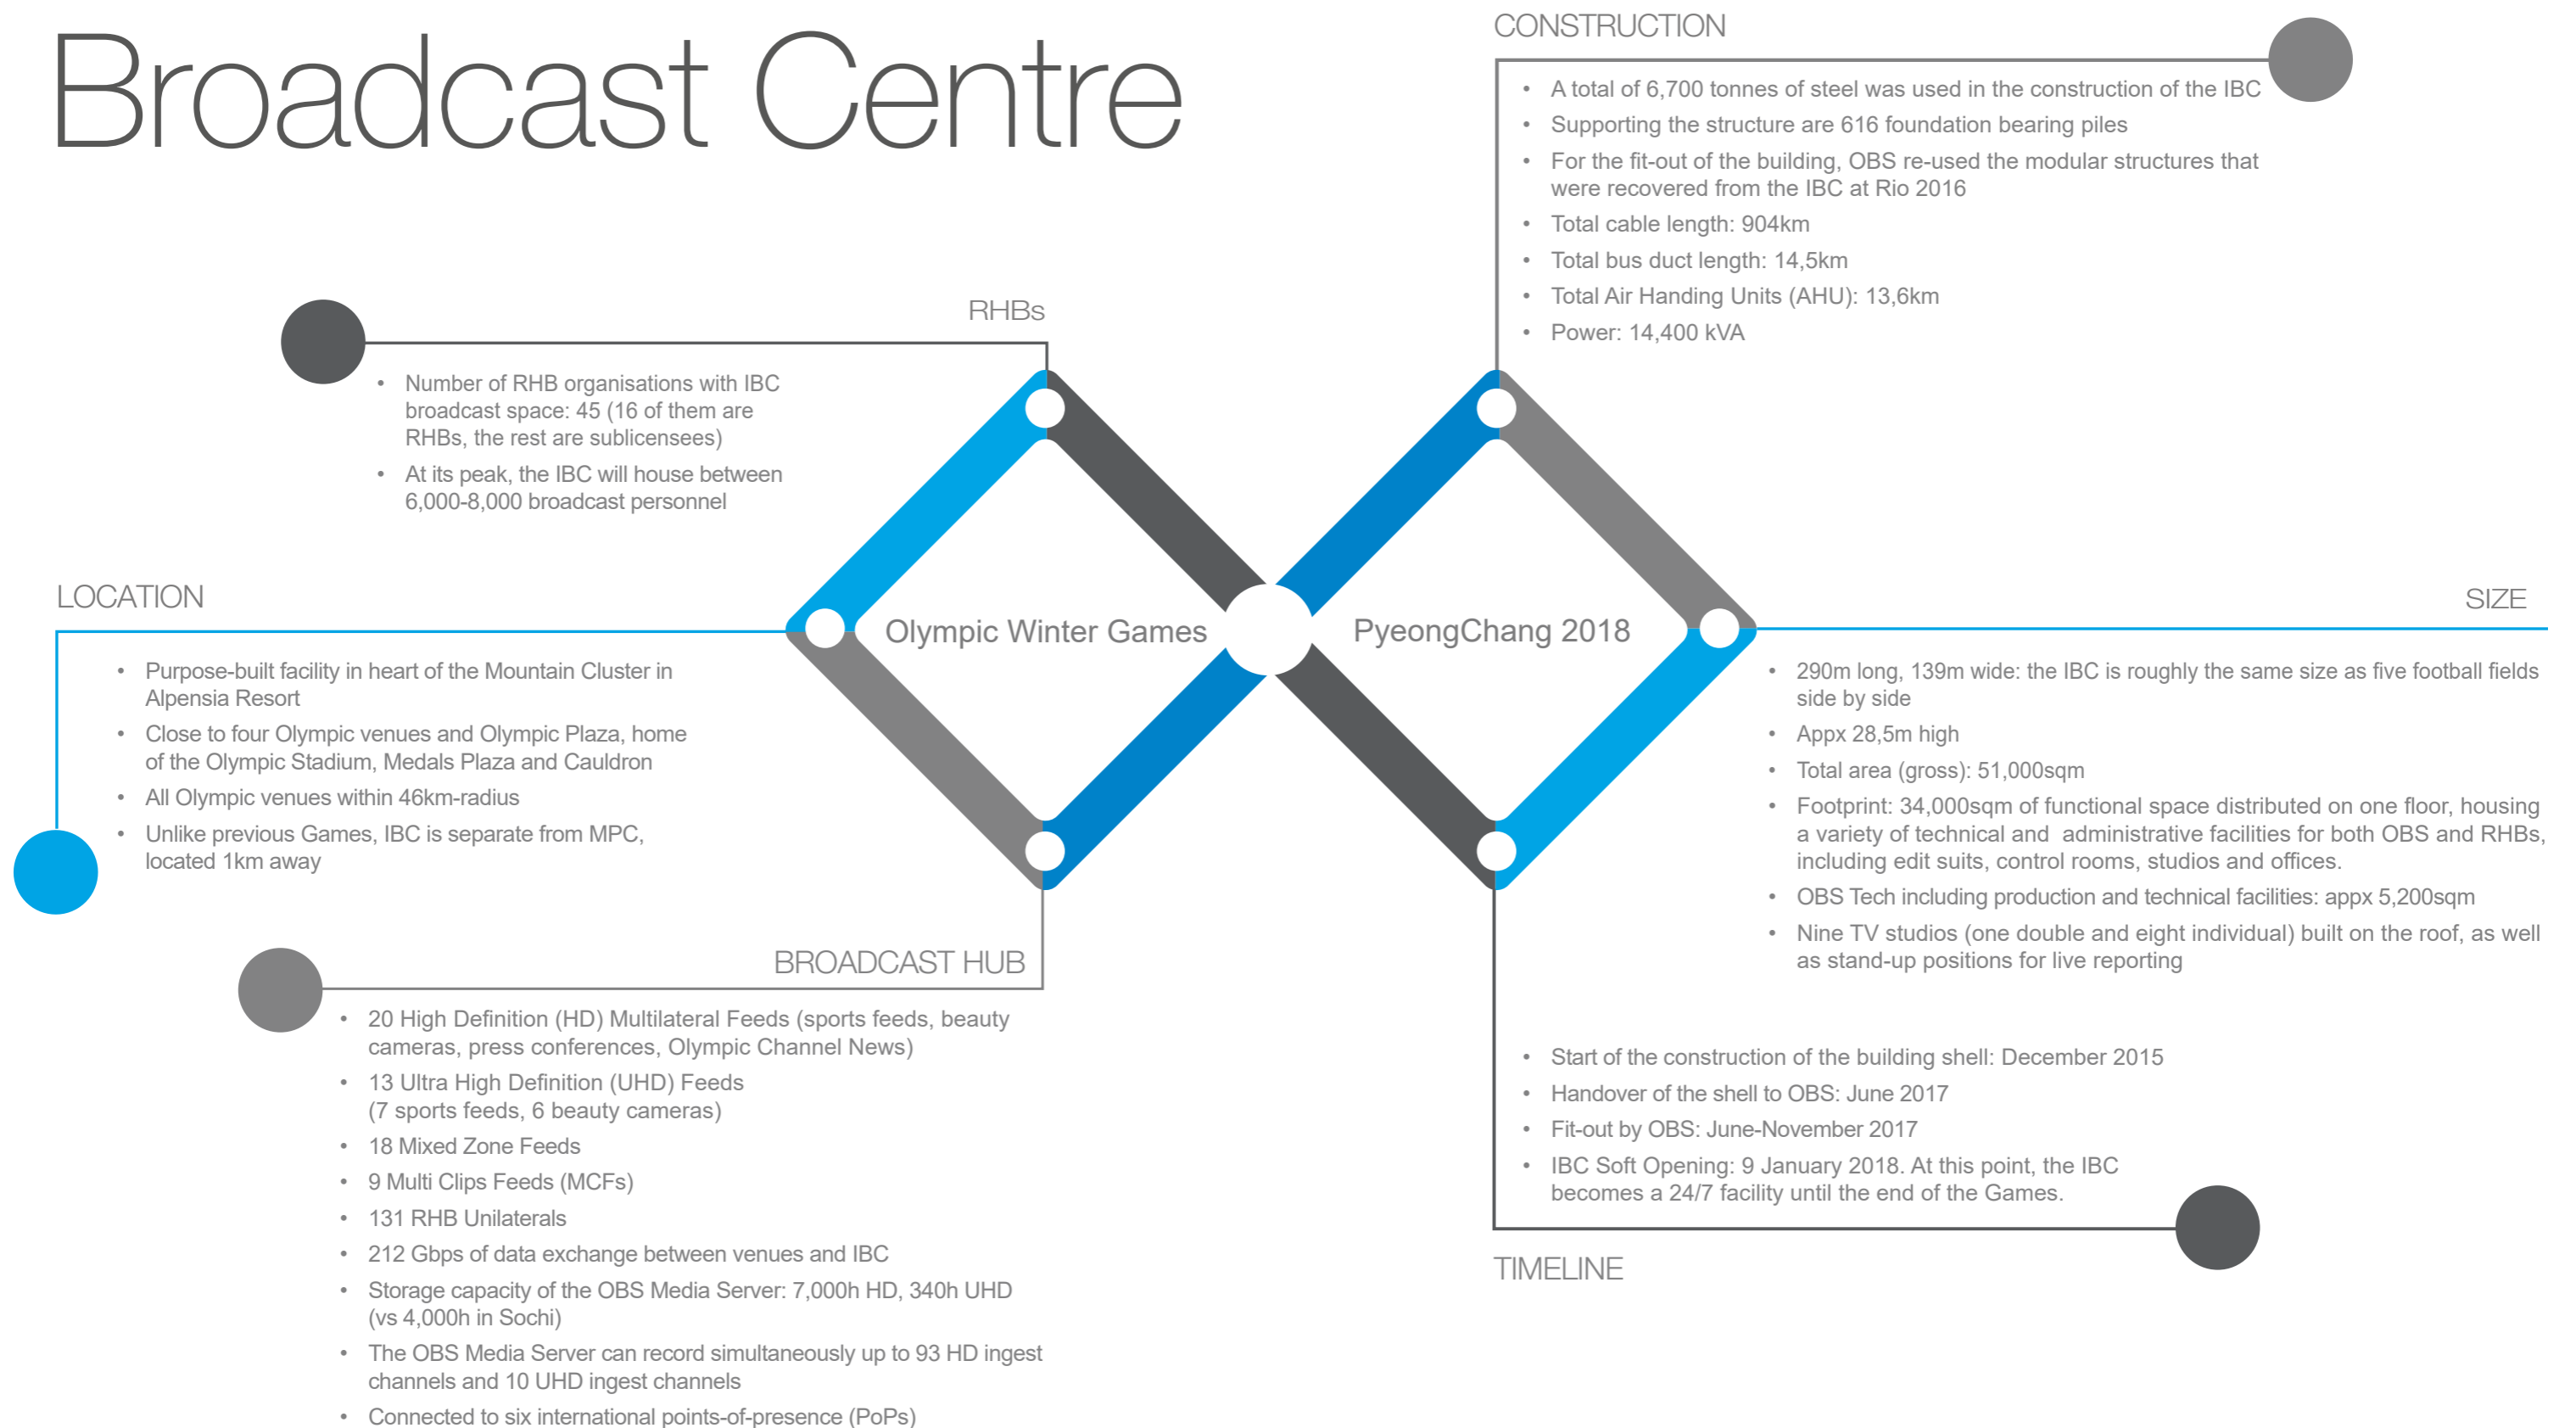 Broadcast Centre
CONSTRUCTION
• A total of 6,700 tonnes of steel was used in the construction of the IBC
• Supporting the structure are 616 foundation bearing piles
• For the fit-out of the building, OBS re-used the modular structures that
were recovered from the IBC at Rio 2016
• Total cable length: 904km
• Total bus duct length: 14,5km
• Total Air Handing Units (AHU): 13,6km
• Power: 14,400 kVA
RHBs
• Number of RHB organisations with IBC
broadcast space: 45 (16 of them are
RHBs, the rest are sublicensees)
• At its peak, the IBC will house between
6,000-8,000 broadcast personnel
LOCATION
• Purpose-built facility in heart of the Mountain Cluster in
Alpensia Resort
• Close to four Olympic venues and Olympic Plaza, home
of the Olympic Stadium, Medals Plaza and Cauldron
• All Olympic venues within 46km-radius
• Unlike previous Games, IBC is separate from MPC,
located 1km away
Olympic Winter Games
PyeongChang 2018
SIZE
• 290m long, 139m wide: the IBC is roughly the same size as five football fields
side by side
• Appx 28,5m high
• Total area (gross): 51,000sqm
• Footprint: 34,000sqm of functional space distributed on one floor, housing
a variety of technical and administrative facilities for both OBS and RHBs,
including edit suits, control rooms, studios and offices.
• OBS Tech including production and technical facilities: appx 5,200sqm
• Nine TV studios (one double and eight individual) built on the roof, as well
as stand-up positions for live reporting
BROADCAST HUB
• 20 High Definition (HD) Multilateral Feeds (sports feeds, beauty
cameras, press conferences, Olympic Channel News)
• 13 Ultra High Definition (UHD) Feeds
(7 sports feeds, 6 beauty cameras)
• 18 Mixed Zone Feeds
• 9 Multi Clips Feeds (MCFs)
• 131 RHB Unilaterals
• 212 Gbps of data exchange between venues and IBC
• Storage capacity of the OBS Media Server: 7,000h HD, 340h UHD
(vs 4,000h in Sochi)
• The OBS Media Server can record simultaneously up to 93 HD ingest
channels and 10 UHD ingest channels
• Connected to six international points-of-presence (PoPs)
• Start of the construction of the building shell: December 2015
• Handover of the shell to OBS: June 2017
• Fit-out by OBS: June-November 2017
• IBC Soft Opening: 9 January 2018. At this point, the IBC
becomes a 24/7 facility until the end of the Games.
TIMELINE